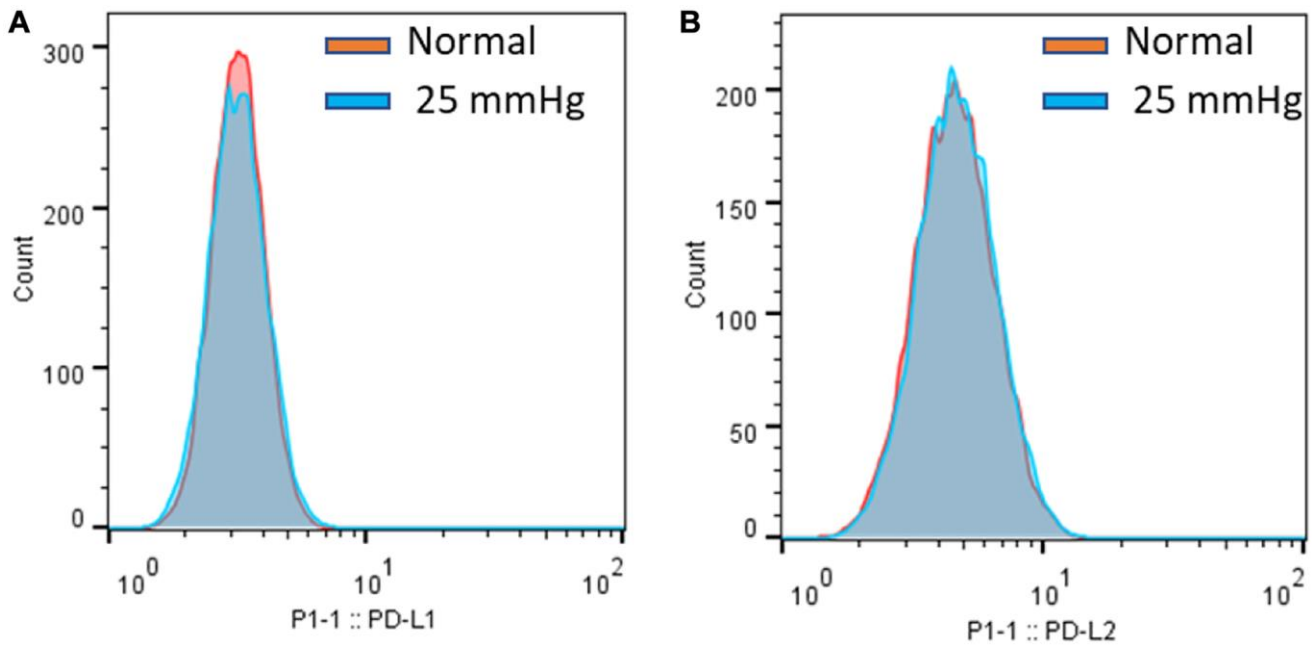 A
Normal
25 mmHg
300
200
100
0
Count
10^0 10^1 10^2
P1-1 :: PD-L1
B
Normal
25 mmHg
200
150
100
50
0
Count
10^0 10^1 10^2
P1-1 :: PD-L2